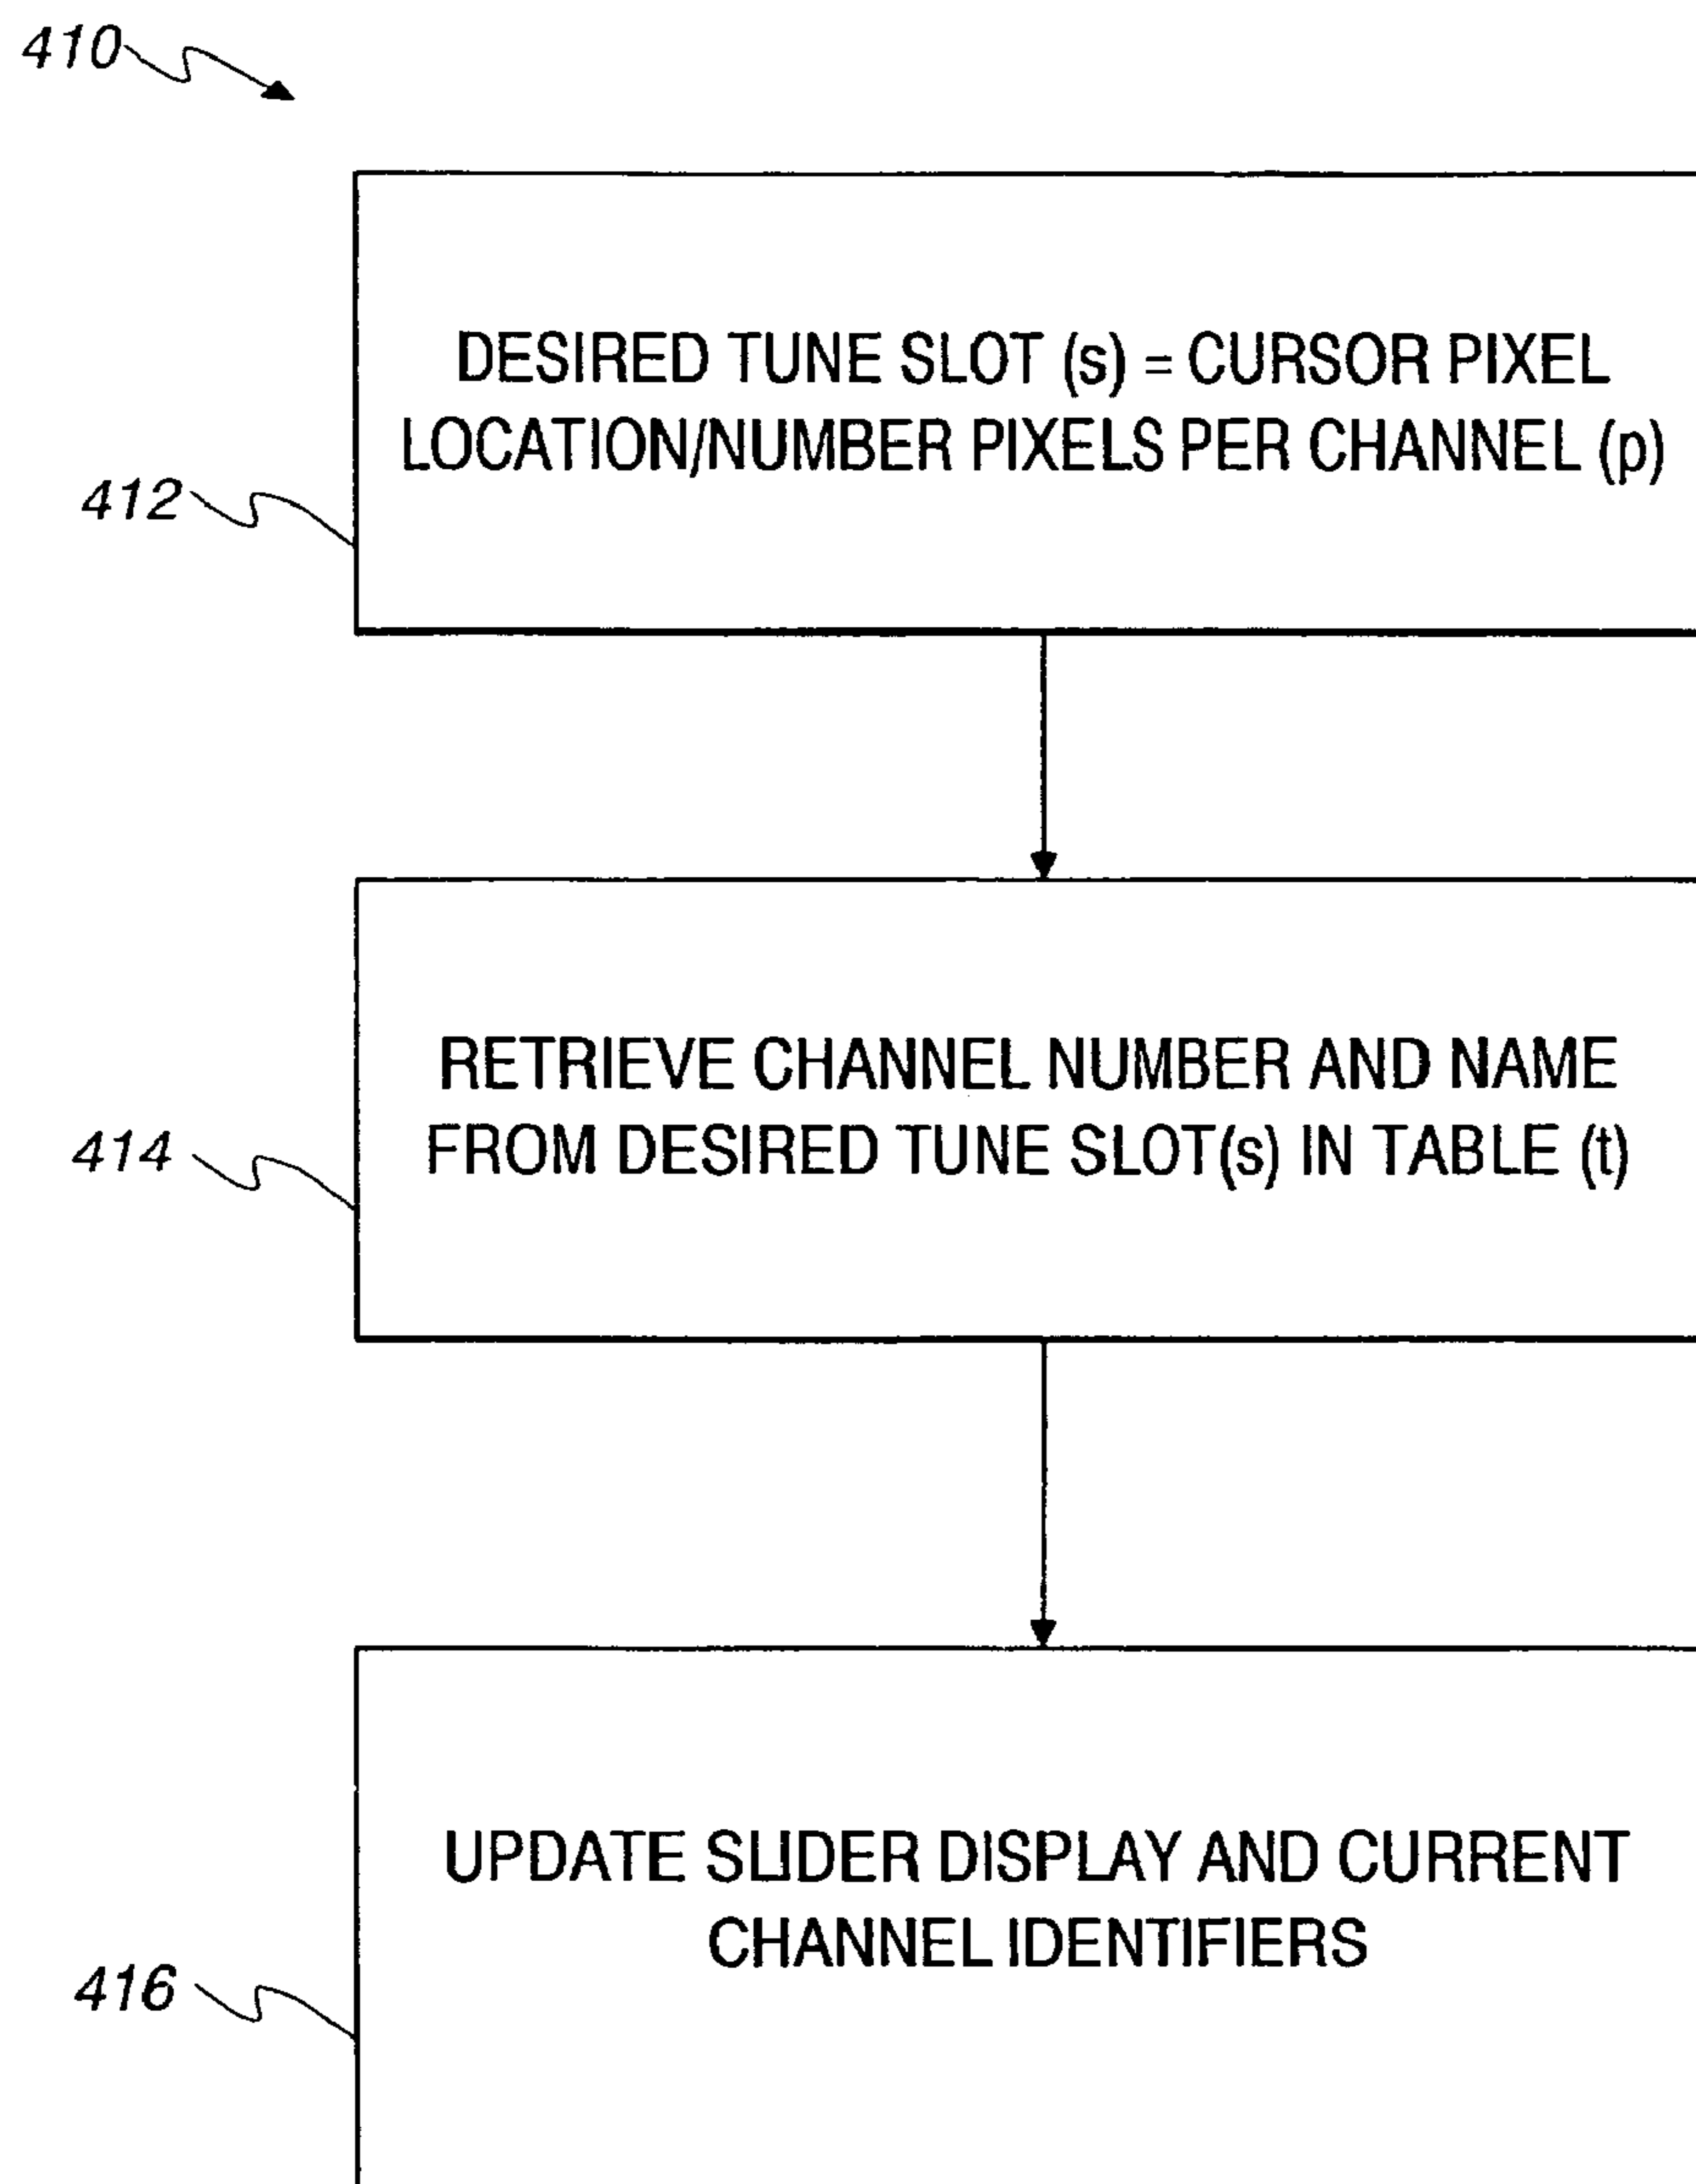 410
DESIRED TUNE SLOT (s) = CURSOR PIXEL
LOCATION/NUMBER PIXELS PER CHANNEL (p)
412
RETRIEVE CHANNEL NUMBER AND NAME
FROM DESIRED TUNE SLOT(s) IN TABLE (t)
414
UPDATE SLIDER DISPLAY AND CURRENT
CHANNEL IDENTIFIERS
416